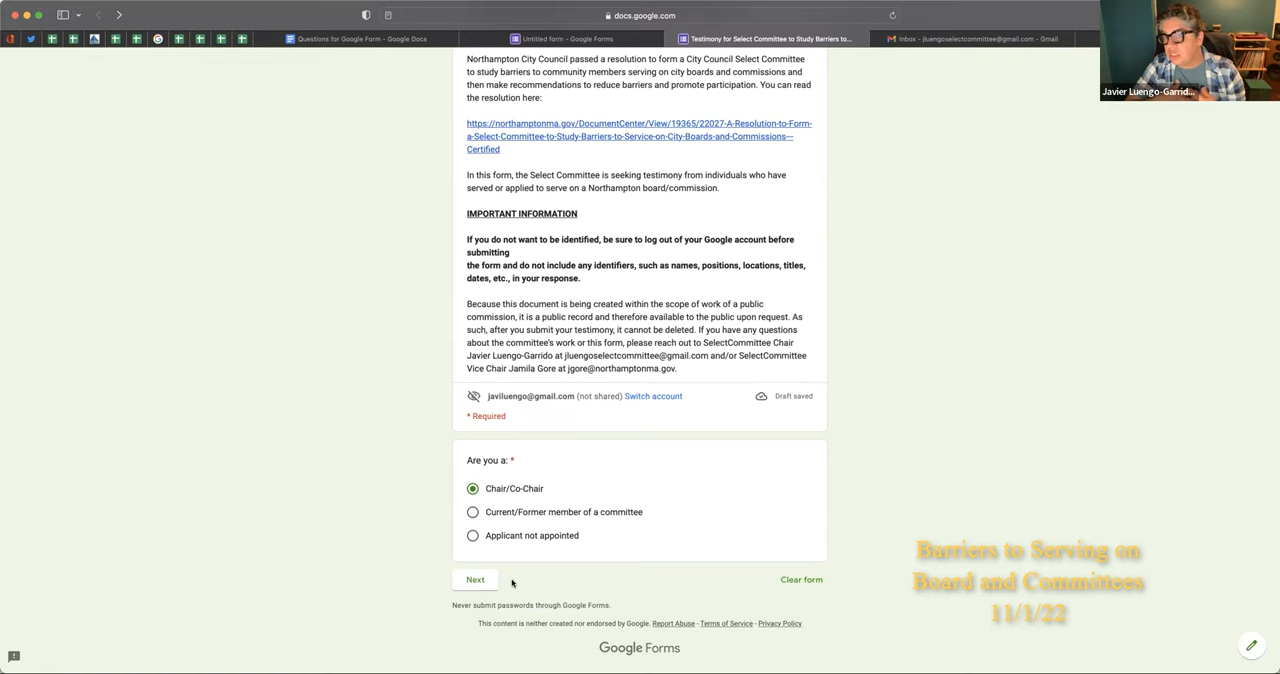 docs.google.com
Questions for Google Form - Google Docs
Untitled form - Google Forms
Testimony for Select Committee to Study Barriers to...
Inbox - jluengoselectcommittee@gmail.com - Gmail
Javier Luengo-Garrid...
Northampton City Council passed a resolution to form a City Council Select Committee
to study barriers to community members serving on city boards and commissions and
then make recommendations to reduce barriers and promote participation. You can read
the resolution here:
https://northamptonma.gov/DocumentCenter/View/19365/22027-A-Resolution-to-Form-
a-Select-Committee-to-Study-Barriers-to-Service-on-City-Boards-and-Commissions---
Certified
In this form, the Select Committee is seeking testimony from individuals who have
served or applied to serve on a Northampton board/commission.
IMPORTANT INFORMATION
If you do not want to be identified, be sure to log out of your Google account before
submitting
the form and do not include any identifiers, such as names, positions, locations, titles,
dates, etc., in your response.
Because this document is being created within the scope of work of a public
commission, it is a public record and therefore available to the public upon request. As
such, after you submit your testimony, it cannot be deleted. If you have any questions
about the committee's work or this form, please reach out to SelectCommittee Chair
Javier Luengo-Garrido at jluengoselectcommittee@gmail.com and/or SelectCommittee
Vice Chair Jamila Gore at jgore@northamptonma.gov.
javiluengo@gmail.com (not shared) Switch account
Draft saved
* Required
Are you a: *
Chair/Co-Chair
Current/Former member of a committee
Applicant not appointed
Next
Clear form
Never submit passwords through Google Forms.
This content is neither created nor endorsed by Google. Report Abuse - Terms of Service - Privacy Policy
Google Forms
Barriers to Serving on
Board and Committees
11/1/22